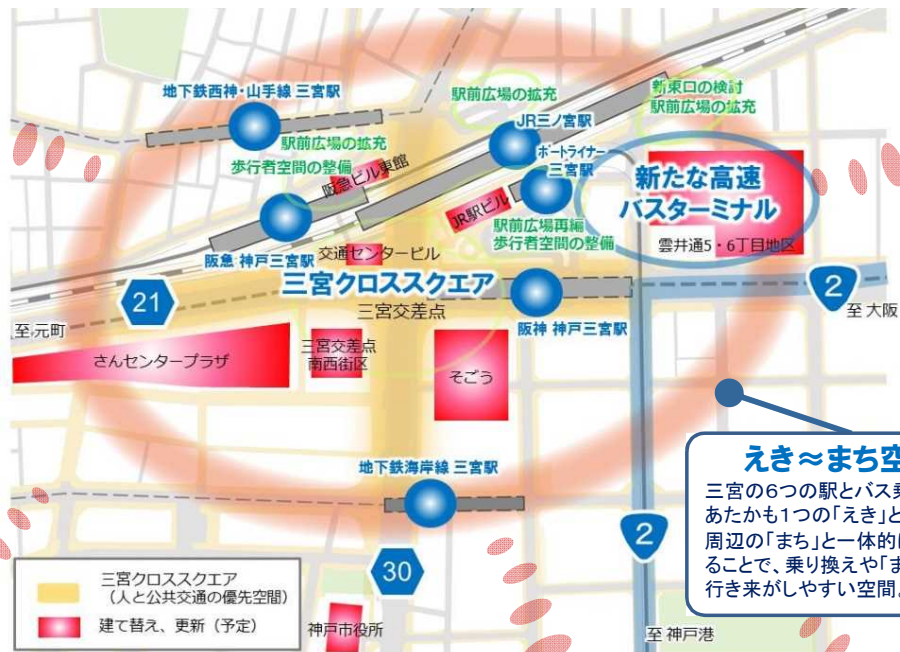 地下鉄西神・山手線 三宮駅
駅前広場の拡充
新東口の検討
駅前広場の拡充
JR三ノ宮駅
駅前広場の拡充
歩行者空間の整備
ポートライナー
三宮駅
阪急ビル東館
新たな高速
バスターミナル
JR駅ビル
駅前広場再編
歩行者空間の整備
雲井通5・6丁目地区
阪急 神戸三宮駅
交通センタービル
三宮クロススクエア
2
21
三宮交差点
阪神 神戸三宮駅
至 大阪
至 元町
さんセンタープラザ
三宮交差点
南西街区
そごう
地下鉄海岸線 三宮駅
えき≈まち空
三宮の6つの駅とバス乗
あたかも1つの「えき」と
周辺の「まち」と一体的に
ることで、乗り換えや「ま
行き来がしやすい空間。
2
30
三宮クロススクエア
(人と公共交通の優先空間)
建て替え、更新(予定)
神戸市役所
至 神戸港